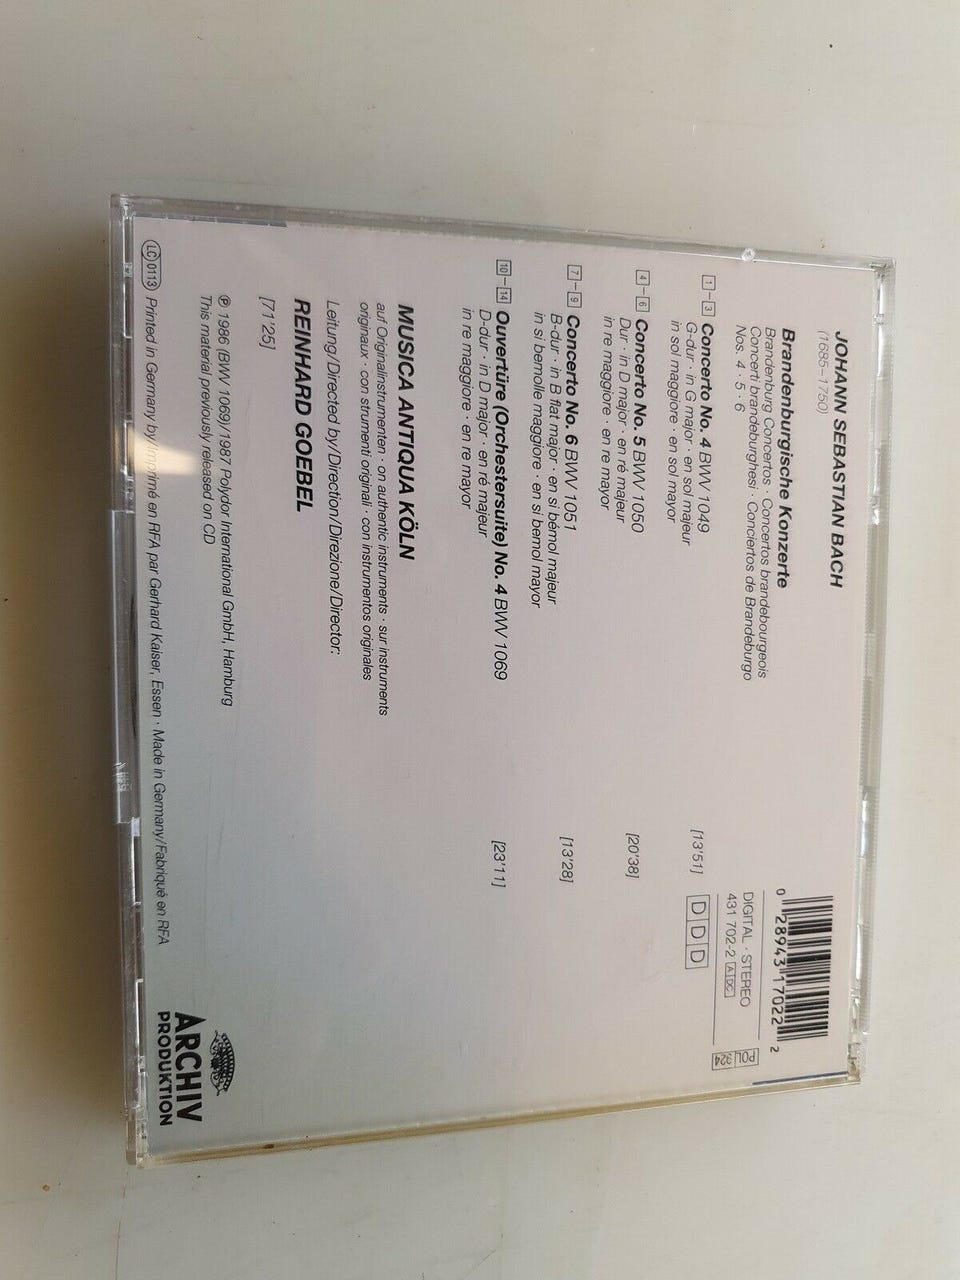 JOHANN SEBASTIAN BACH
(1685–1750)
Brandenburgische Konzerte
Brandenburg Concertos · Concertos brandebourgeois
Concerti brandeburghesi · Conciertos de Brandeburgo
Nos. 4 · 5 · 6
1 – 3 Concerto No. 4 BWV 1049 [13'51]
G-dur · in G major · en sol majeur
in sol maggiore · en sol mayor
4 – 6 Concerto No. 5 BWV 1050 [20'38]
Dur · in D major · en ré majeur
in re maggiore · en re mayor
7 – 9 Concerto No. 6 BWV 1051 [13'28]
B-dur · in B flat major · en si bémol majeur
in si bemolle maggiore · en si bemol mayor
10 – 14 Ouvertüre (Orchestersuite) No. 4 BWV 1069 [23'11]
D-dur · in D major · en ré majeur
in re maggiore · en re mayor
MUSICA ANTIQUA KÖLN
auf Originalinstrumenten · on authentic instruments · sur instruments
originaux · con strumenti originali · con instrumentos originales
Leitung/Directed by/Direction/Direzione/Director:
REINHARD GOEBEL
[71'25]
℗ 1986 (BWV 1069)/1987 Polydor International GmbH, Hamburg
This material previously released on CD
LC 0113 Printed in Germany by/Imprimé en RFA par Gerhard Kaiser, Essen · Made in Germany/Fabriqué en RFA
0 28943 17022 2
DIGITAL · STEREO
431 702-2 ADC
DDD
POL
924
ARCHIV
PRODUKTION